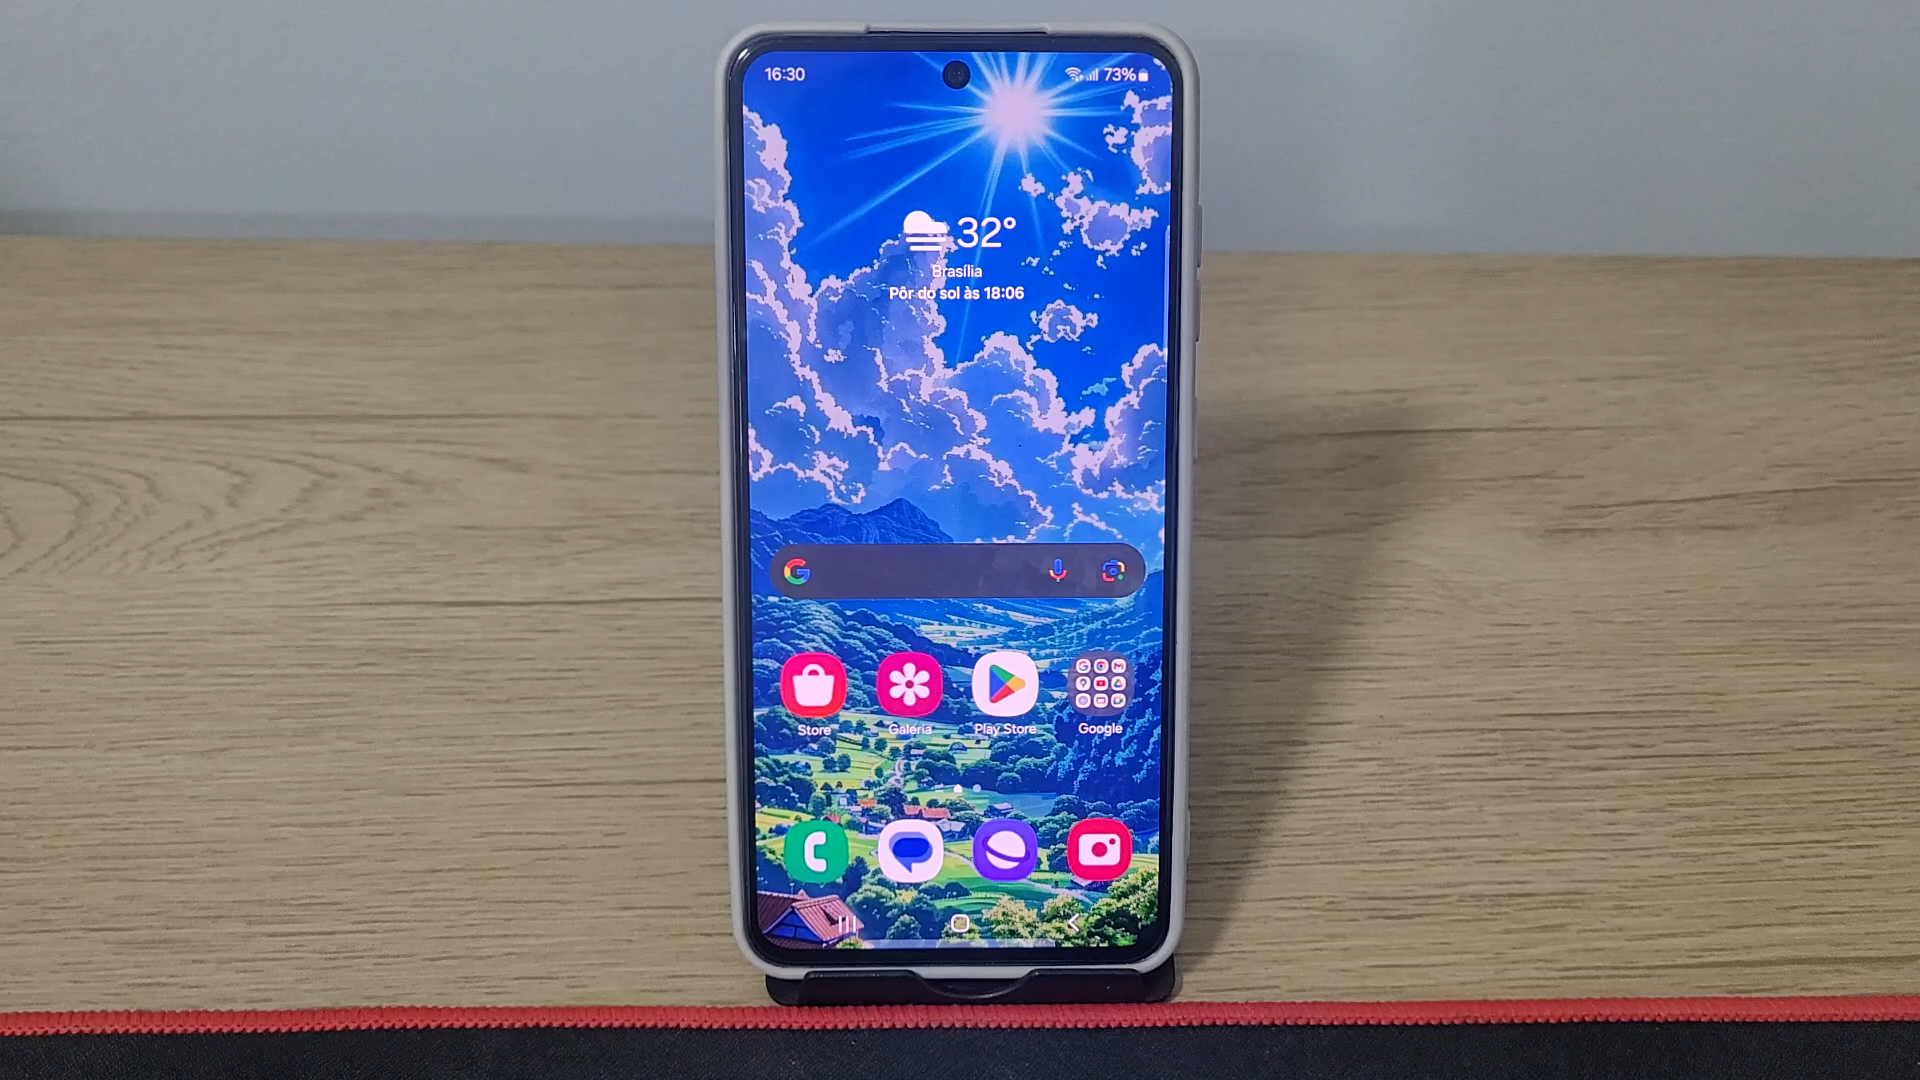 16:30
73%
32°
Brasília
Pôr do sol às 18:06
Store
Galeria
Play Store
Google